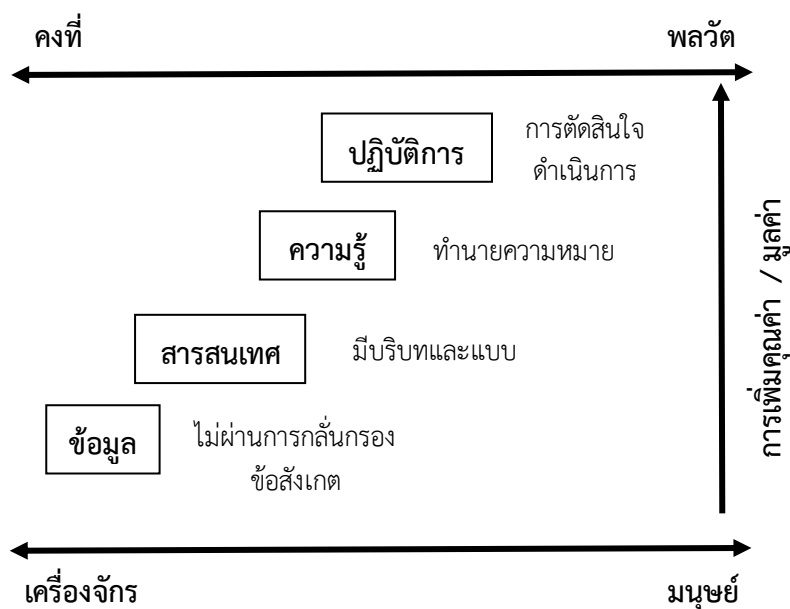 คงที่
พลวัต
ปฏิบัติการ
การตัดสินใจ
ดำเนินการ
ความรู้
ทำนายความหมาย
สารสนเทศ
มีบริบทและแบบ
ข้อมูล
ไม่ผ่านการกลั่นกรอง
ข้อสังเกต
การเพิ่มคุณค่า / มูลค่า
เครื่องจักร
มนุษย์